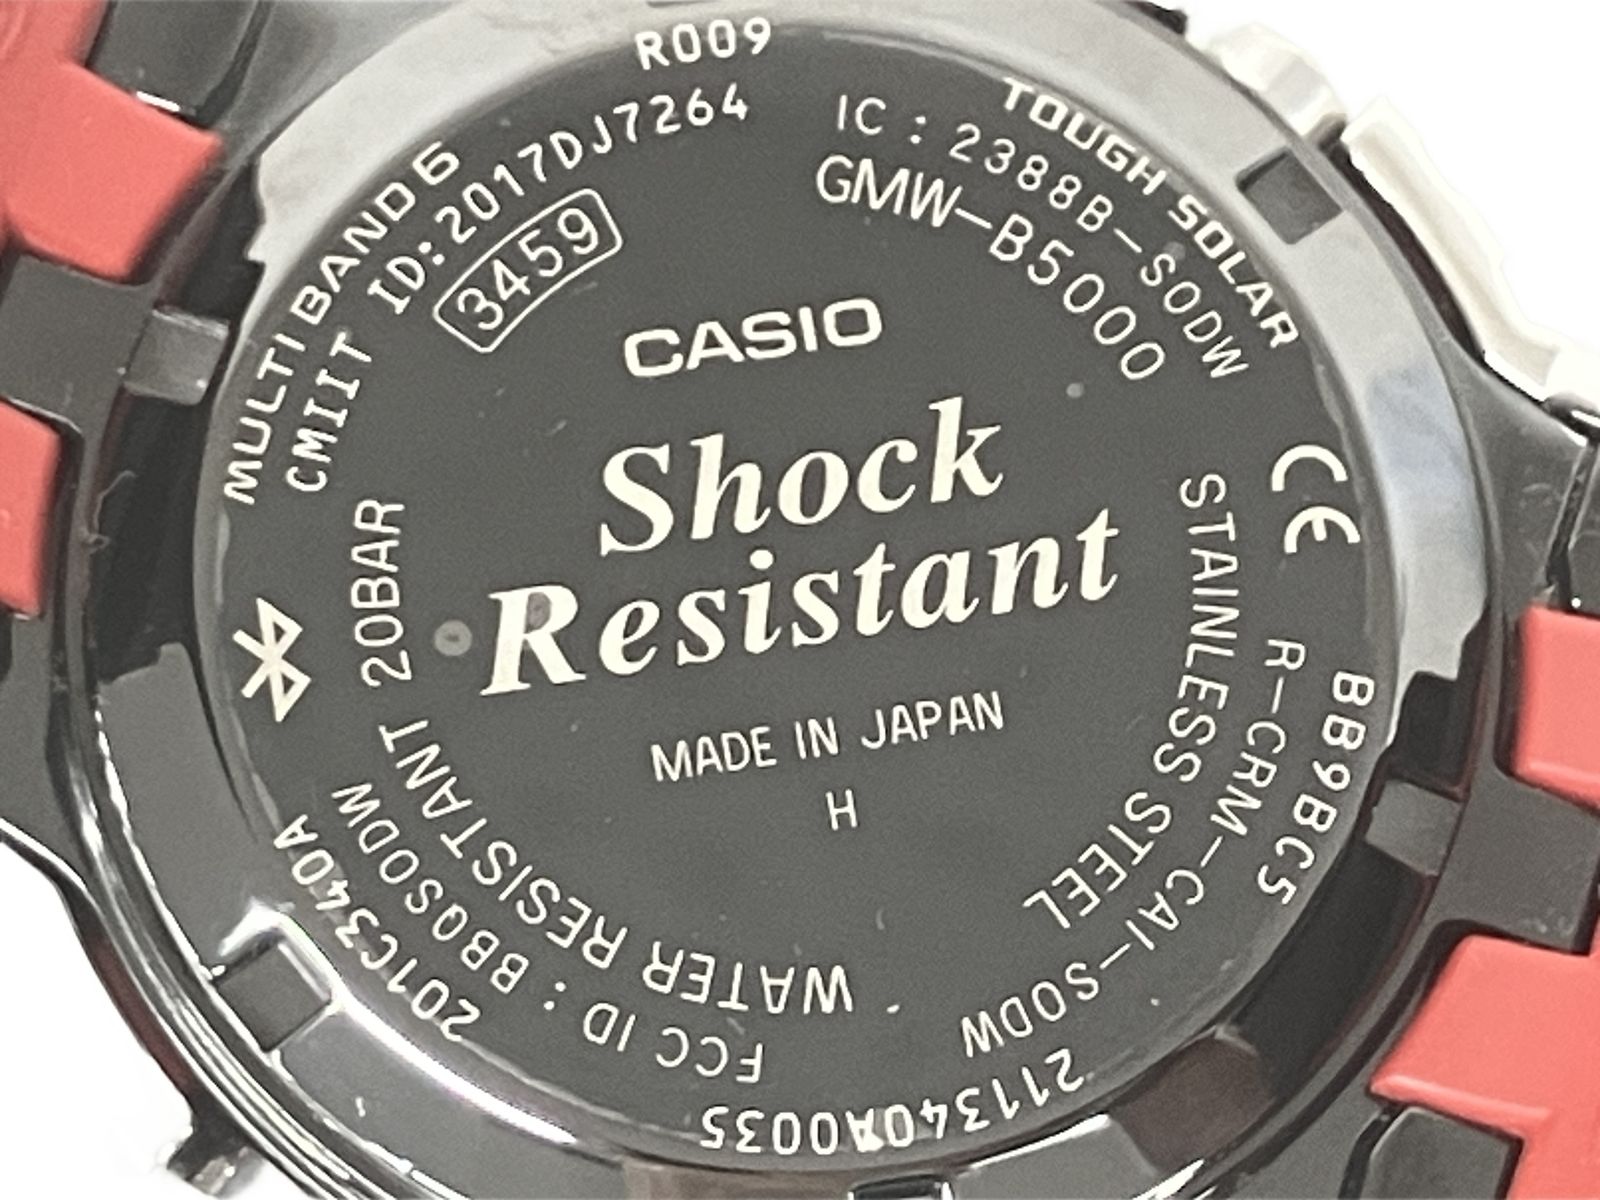 R009
MULTI BAND 6
TOUGH SOLAR
CMIIT ID:2017DJ7264
IC : 2388B-SODW
3459
GMW-B5000
CASIO
Shock
Resistant
MADE IN JAPAN
H
STAINLESS STEEL
WATER RESISTANT 20BAR
R-CRM-CAI-SODW
FCC ID : BBQSODW
CE
BB9BC5
211340A0035
201C340A